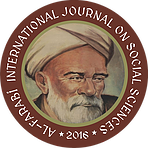 AL-FARABİ INTERNATIONAL JOURNAL ON SOCIAL SCIENCES
★ 2016 ★